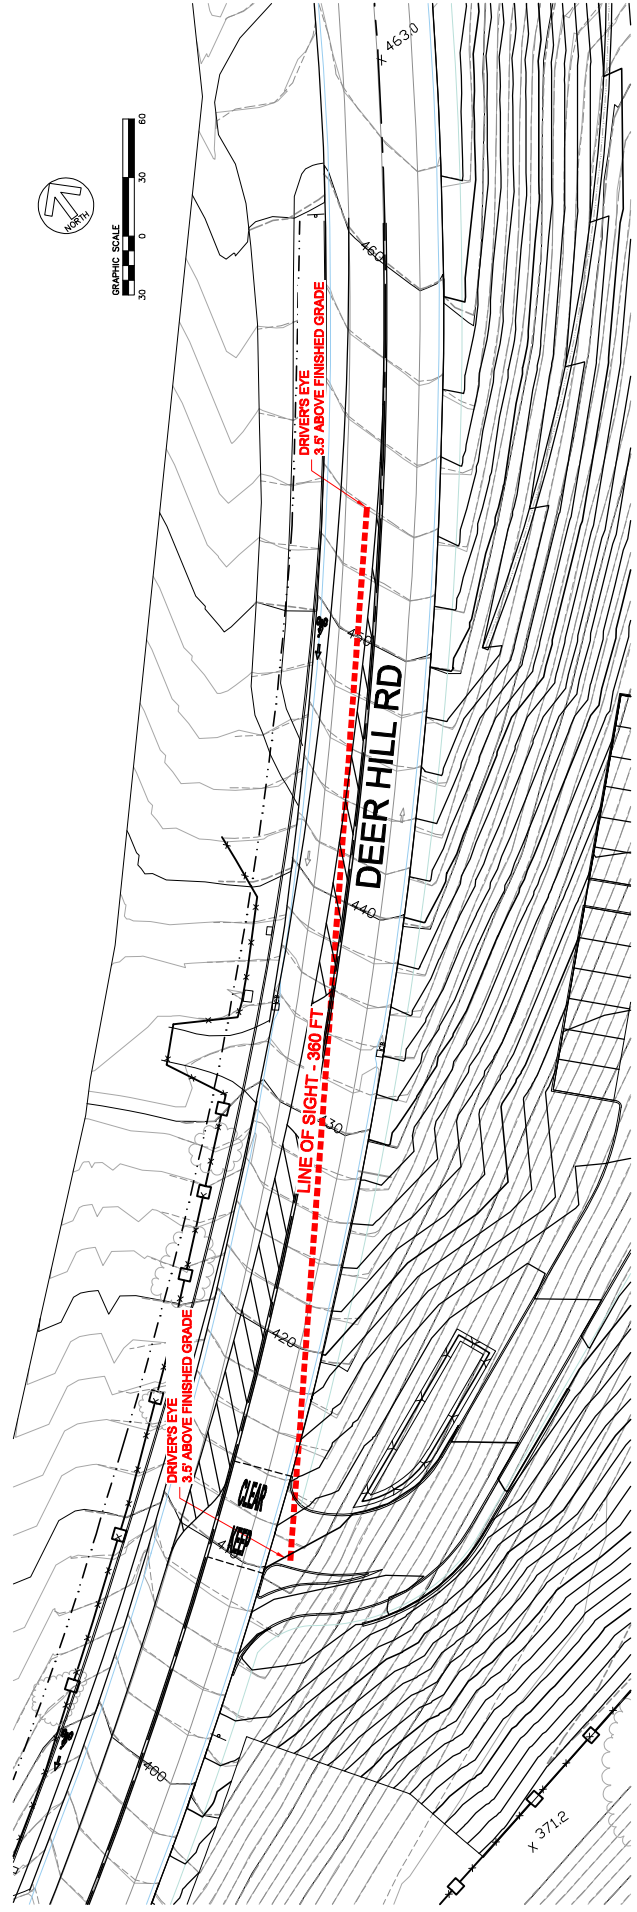 x 463.0
60
30
0
30
GRAPHIC SCALE
NORTH
460
DRIVER'S EYE
3.5' ABOVE FINISHED GRADE
450
DEER HILL RD
440
LINE OF SIGHT - 360 FT
430
420
DRIVER'S EYE
3.5' ABOVE FINISHED GRADE
CLEAR
KEEP
410
400
x 371.2